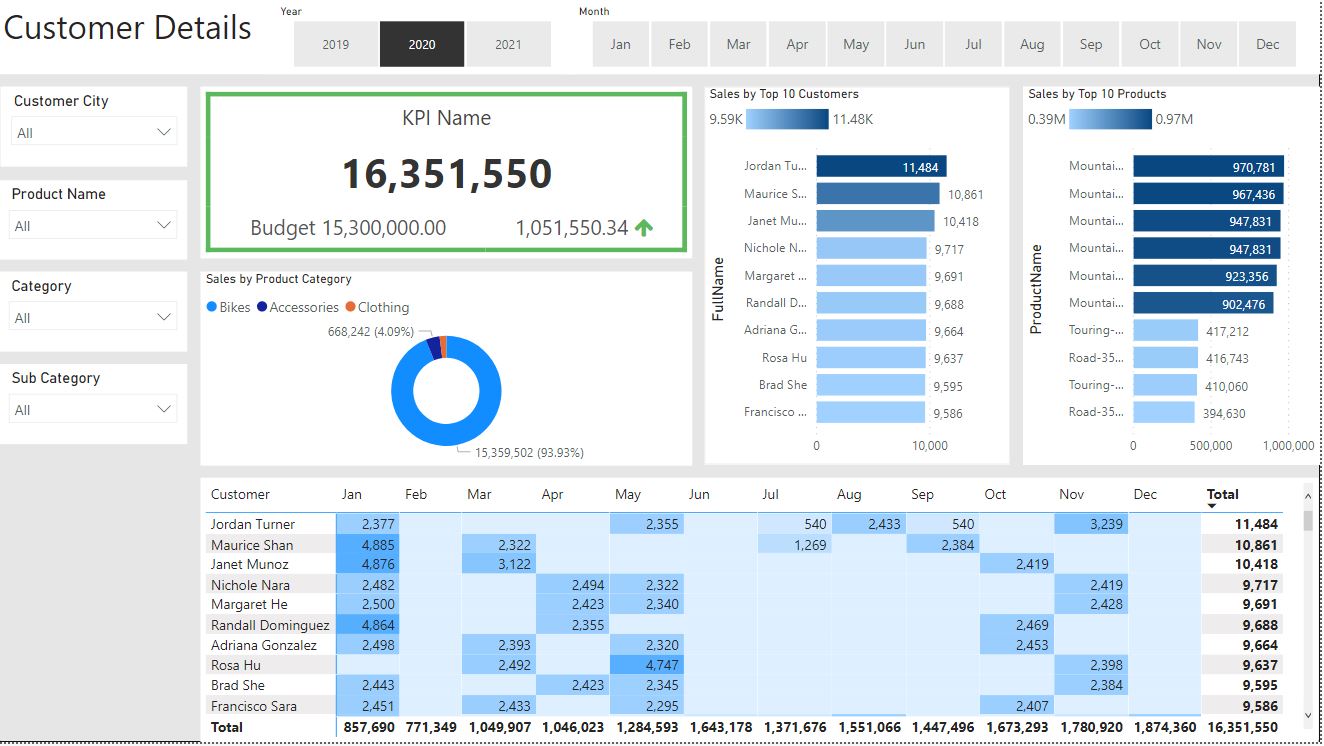 Customer Details
Year
2019 2020 2021
Month
Jan Feb Mar Apr May Jun Jul Aug Sep Oct Nov Dec
Customer City
All
Product Name
All
Category
All
Sub Category
All
KPI Name
16,351,550
Budget 15,300,000.00 1,051,550.34
Sales by Product Category
Bikes Accessories Clothing
668,242 (4.09%)
15,359,502 (93.93%)
Sales by Top 10 Customers
9.59K 11.48K
FullName
Jordan Tu... 11,484
Maurice S... 10,861
Janet Mu... 10,418
Nichole N... 9,717
Margaret ... 9,691
Randall D... 9,688
Adriana G... 9,664
Rosa Hu 9,637
Brad She 9,595
Francisco ... 9,586
0 10,000
Sales by Top 10 Products
0.39M 0.97M
ProductName
Mountai... 970,781
Mountai... 967,436
Mountai... 947,831
Mountai... 947,831
Mountai... 923,356
Mountai... 902,476
Touring-... 417,212
Road-35... 416,743
Touring-... 410,060
Road-35... 394,630
0 500,000 1,000,000
Customer Jan Feb Mar Apr May Jun Jul Aug Sep Oct Nov Dec Total
Jordan Turner 2,377 2,355 540 2,433 540 3,239 11,484
Maurice Shan 4,885 2,322 1,269 2,384 10,861
Janet Munoz 4,876 3,122 2,419 10,418
Nichole Nara 2,482 2,494 2,322 2,419 9,717
Margaret He 2,500 2,423 2,340 2,428 9,691
Randall Dominguez 4,864 2,355 2,469 9,688
Adriana Gonzalez 2,498 2,393 2,320 2,453 9,664
Rosa Hu 2,492 4,747 2,398 9,637
Brad She 2,443 2,423 2,345 2,384 9,595
Francisco Sara 2,451 2,433 2,295 2,407 9,586
Total 857,690 771,349 1,049,907 1,046,023 1,284,593 1,643,178 1,371,676 1,551,066 1,447,496 1,673,293 1,780,920 1,874,360 16,351,550